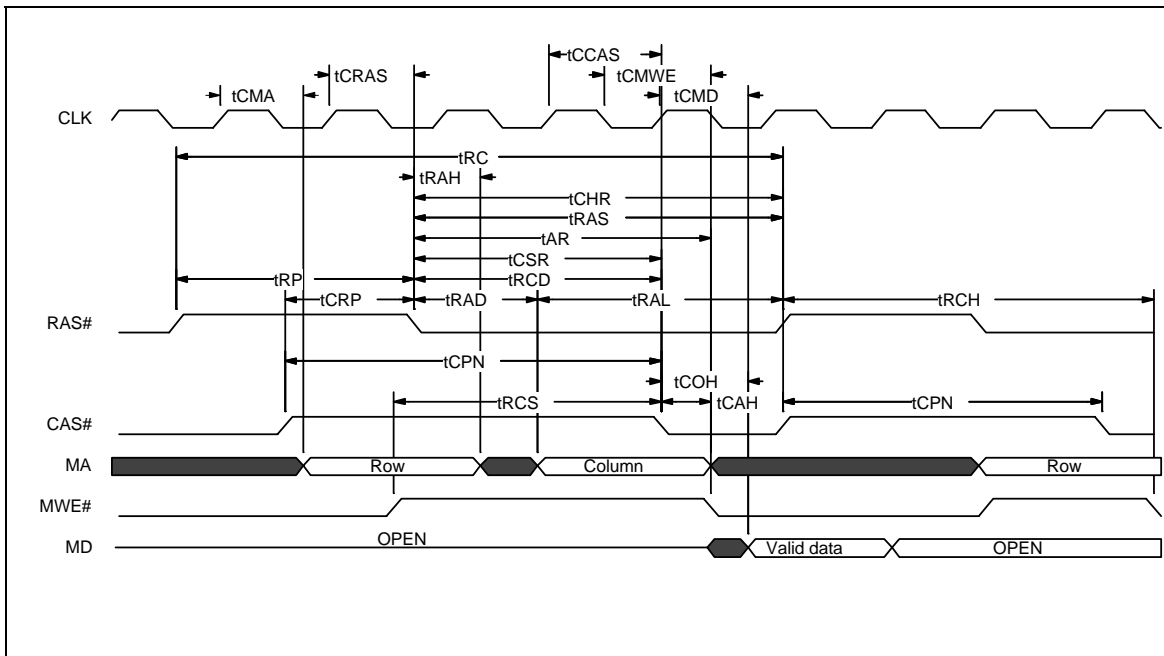 tCCAS
tCRAS tCMWE
tCMA tCMD
CLK
tRC
tRAH
tCHR
tRAS
tAR
tCSR
tRP tRCD
tCRP tRAD tRAL tRCH
RAS#
tCPN
tCOH
tRCS tCAH tCPN
CAS#
MA Row Column Row
MWE#
MD OPEN Valid data OPEN